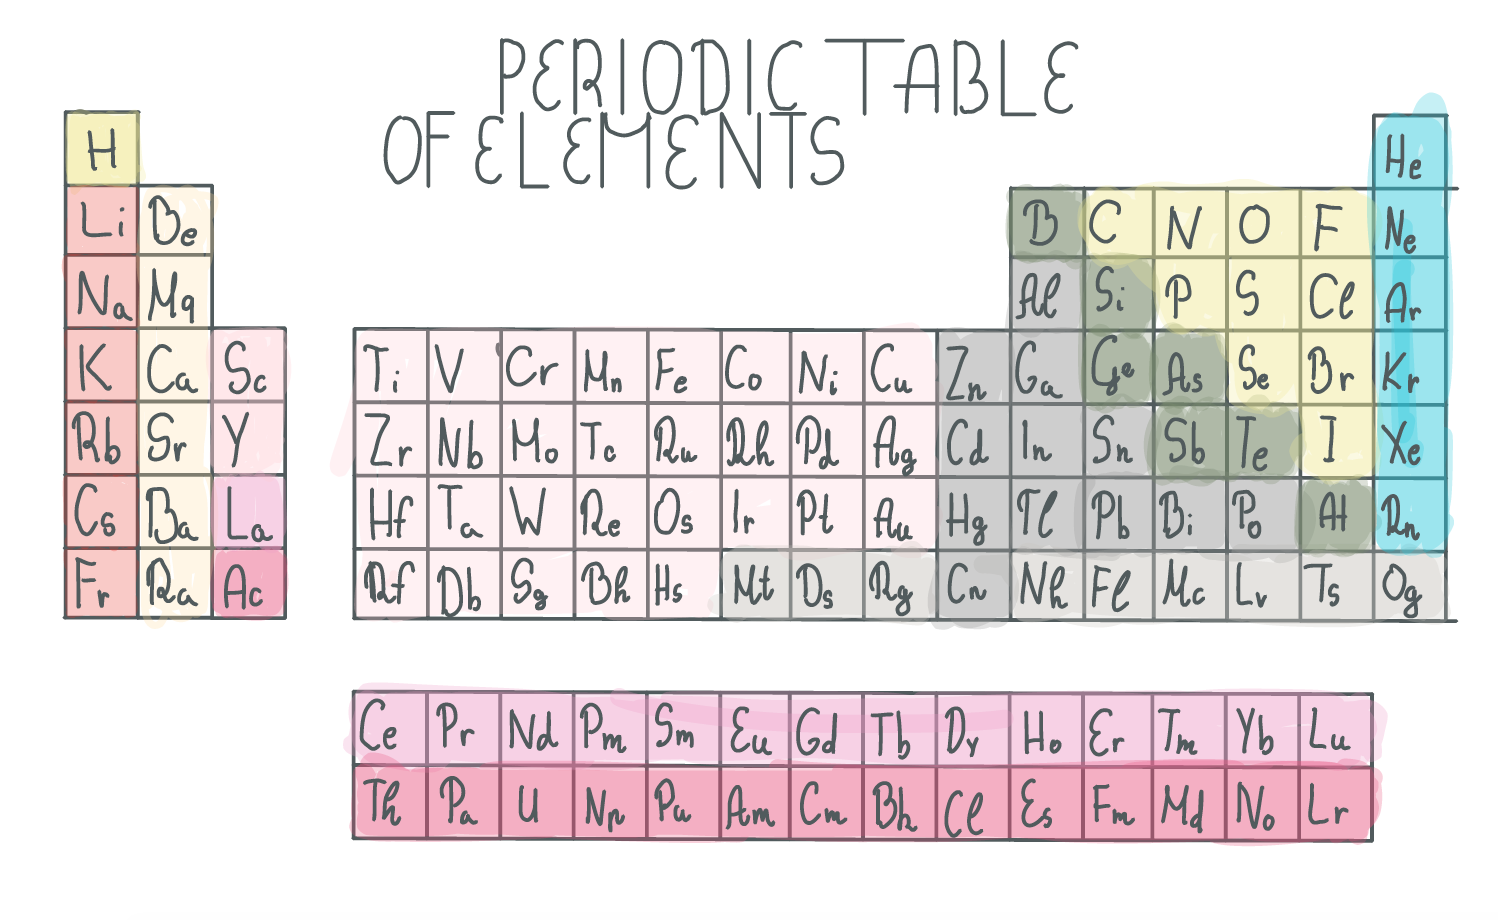 PERIODIC TABLE
OF ELEMENTS
H He
Li Be B C N O F Ne
Na Mq Al Si P S Cl Ar
K Ca Sc Ti V Cr Mn Fe Co Ni Cu Zn Ga Ge As Se Br Kr
Rb Sr Y Zr Nb Mo Tc Ru Rh Pd Ag Cd In Sn Sb Te I Xe
Cs Ba La Hf Ta W Re Os Ir Pt Au Hg Tl Pb Bi Po At Rn
Fr Ra Ac Rf Db Sg Bh Hs Mt Ds Rg Cn Nh Fl Mc Lv Ts Og
Ce Pr Nd Pm Sm Eu Gd Tb Dy Ho Er Tm Yb Lu
Th Pa U Np Pu Am Cm Bk Cl Es Fm Md No Lr